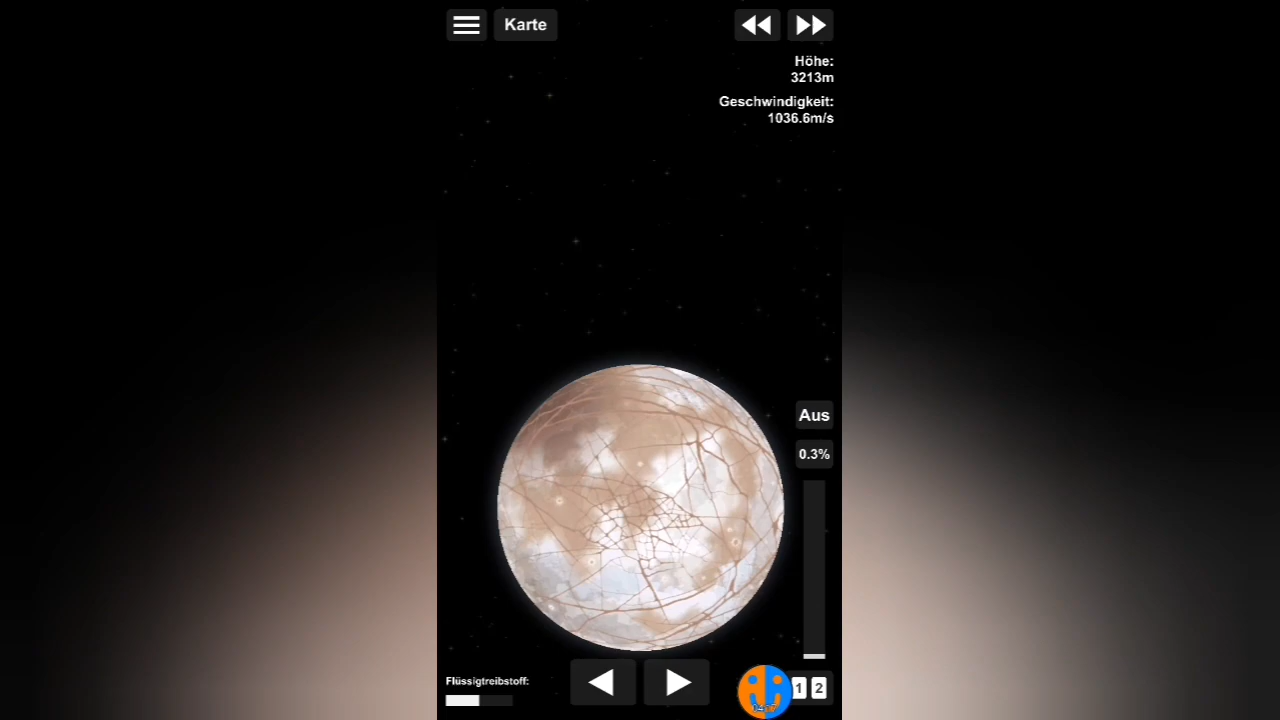 Karte
Höhe:
3213m
Geschwindigkeit:
1036.6m/s
Aus
0.3%
Flüssigtreibstoff:
1 2